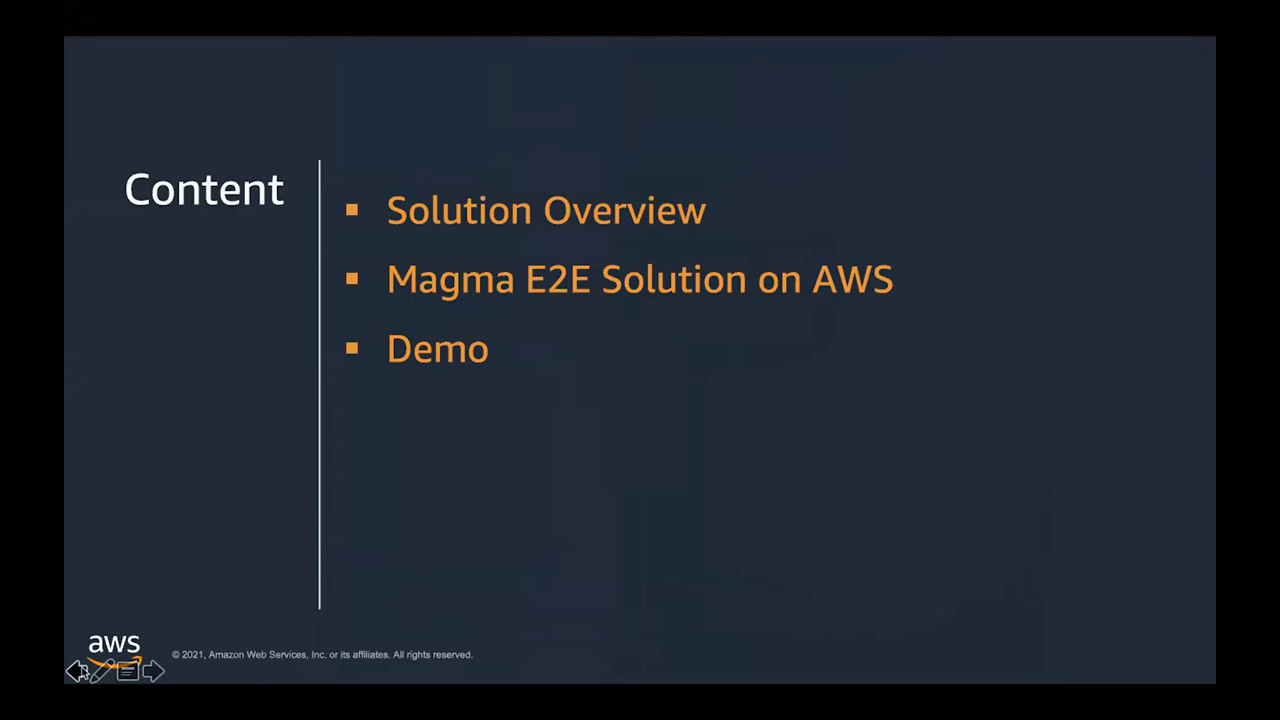 Content
Solution Overview
Magma E2E Solution on AWS
Demo
aws
© 2021, Amazon Web Services, Inc. or its affiliates. All rights reserved.